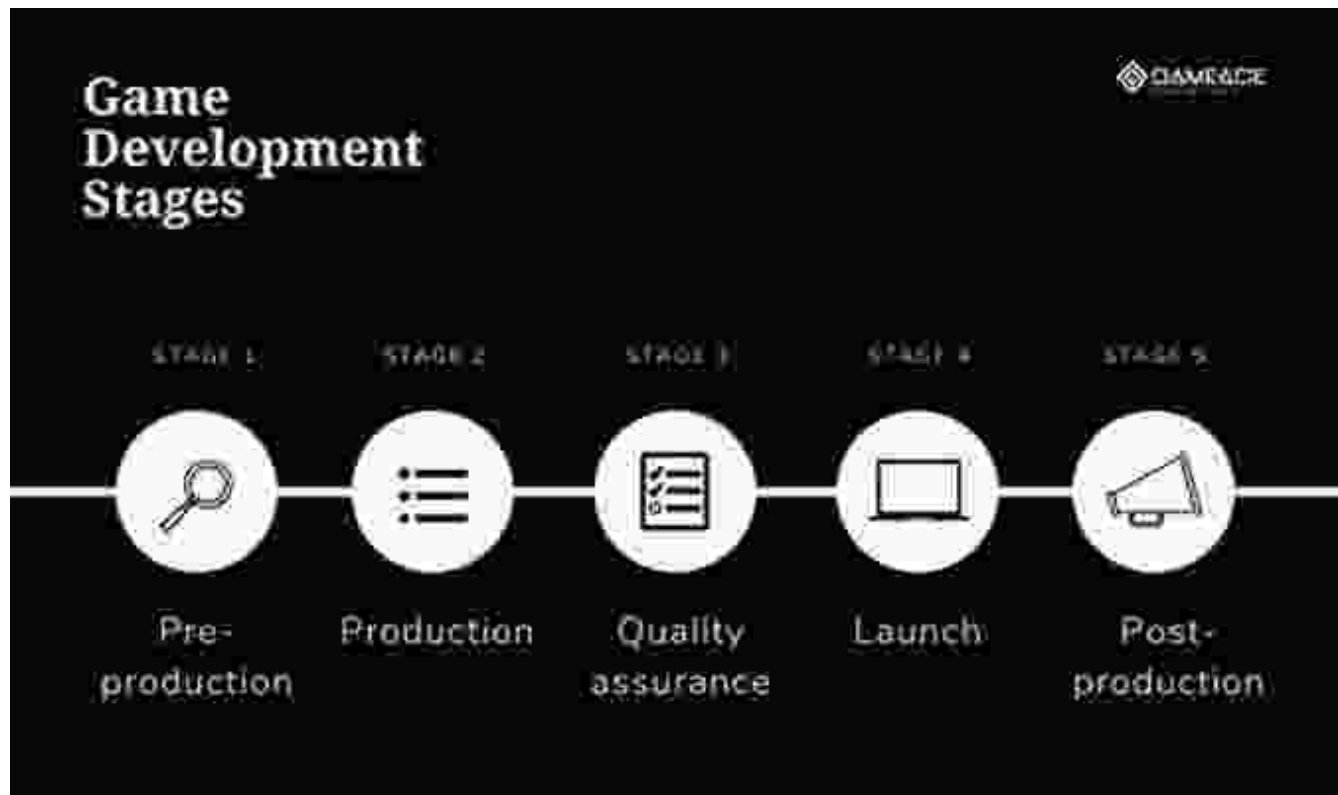 Game
Development
Stages
STAGE 1
STAGE 2
STAGE 3
STAGE 4
STAGE 5
Pre-
production
Production
Quality
assurance
Launch
Post-
production